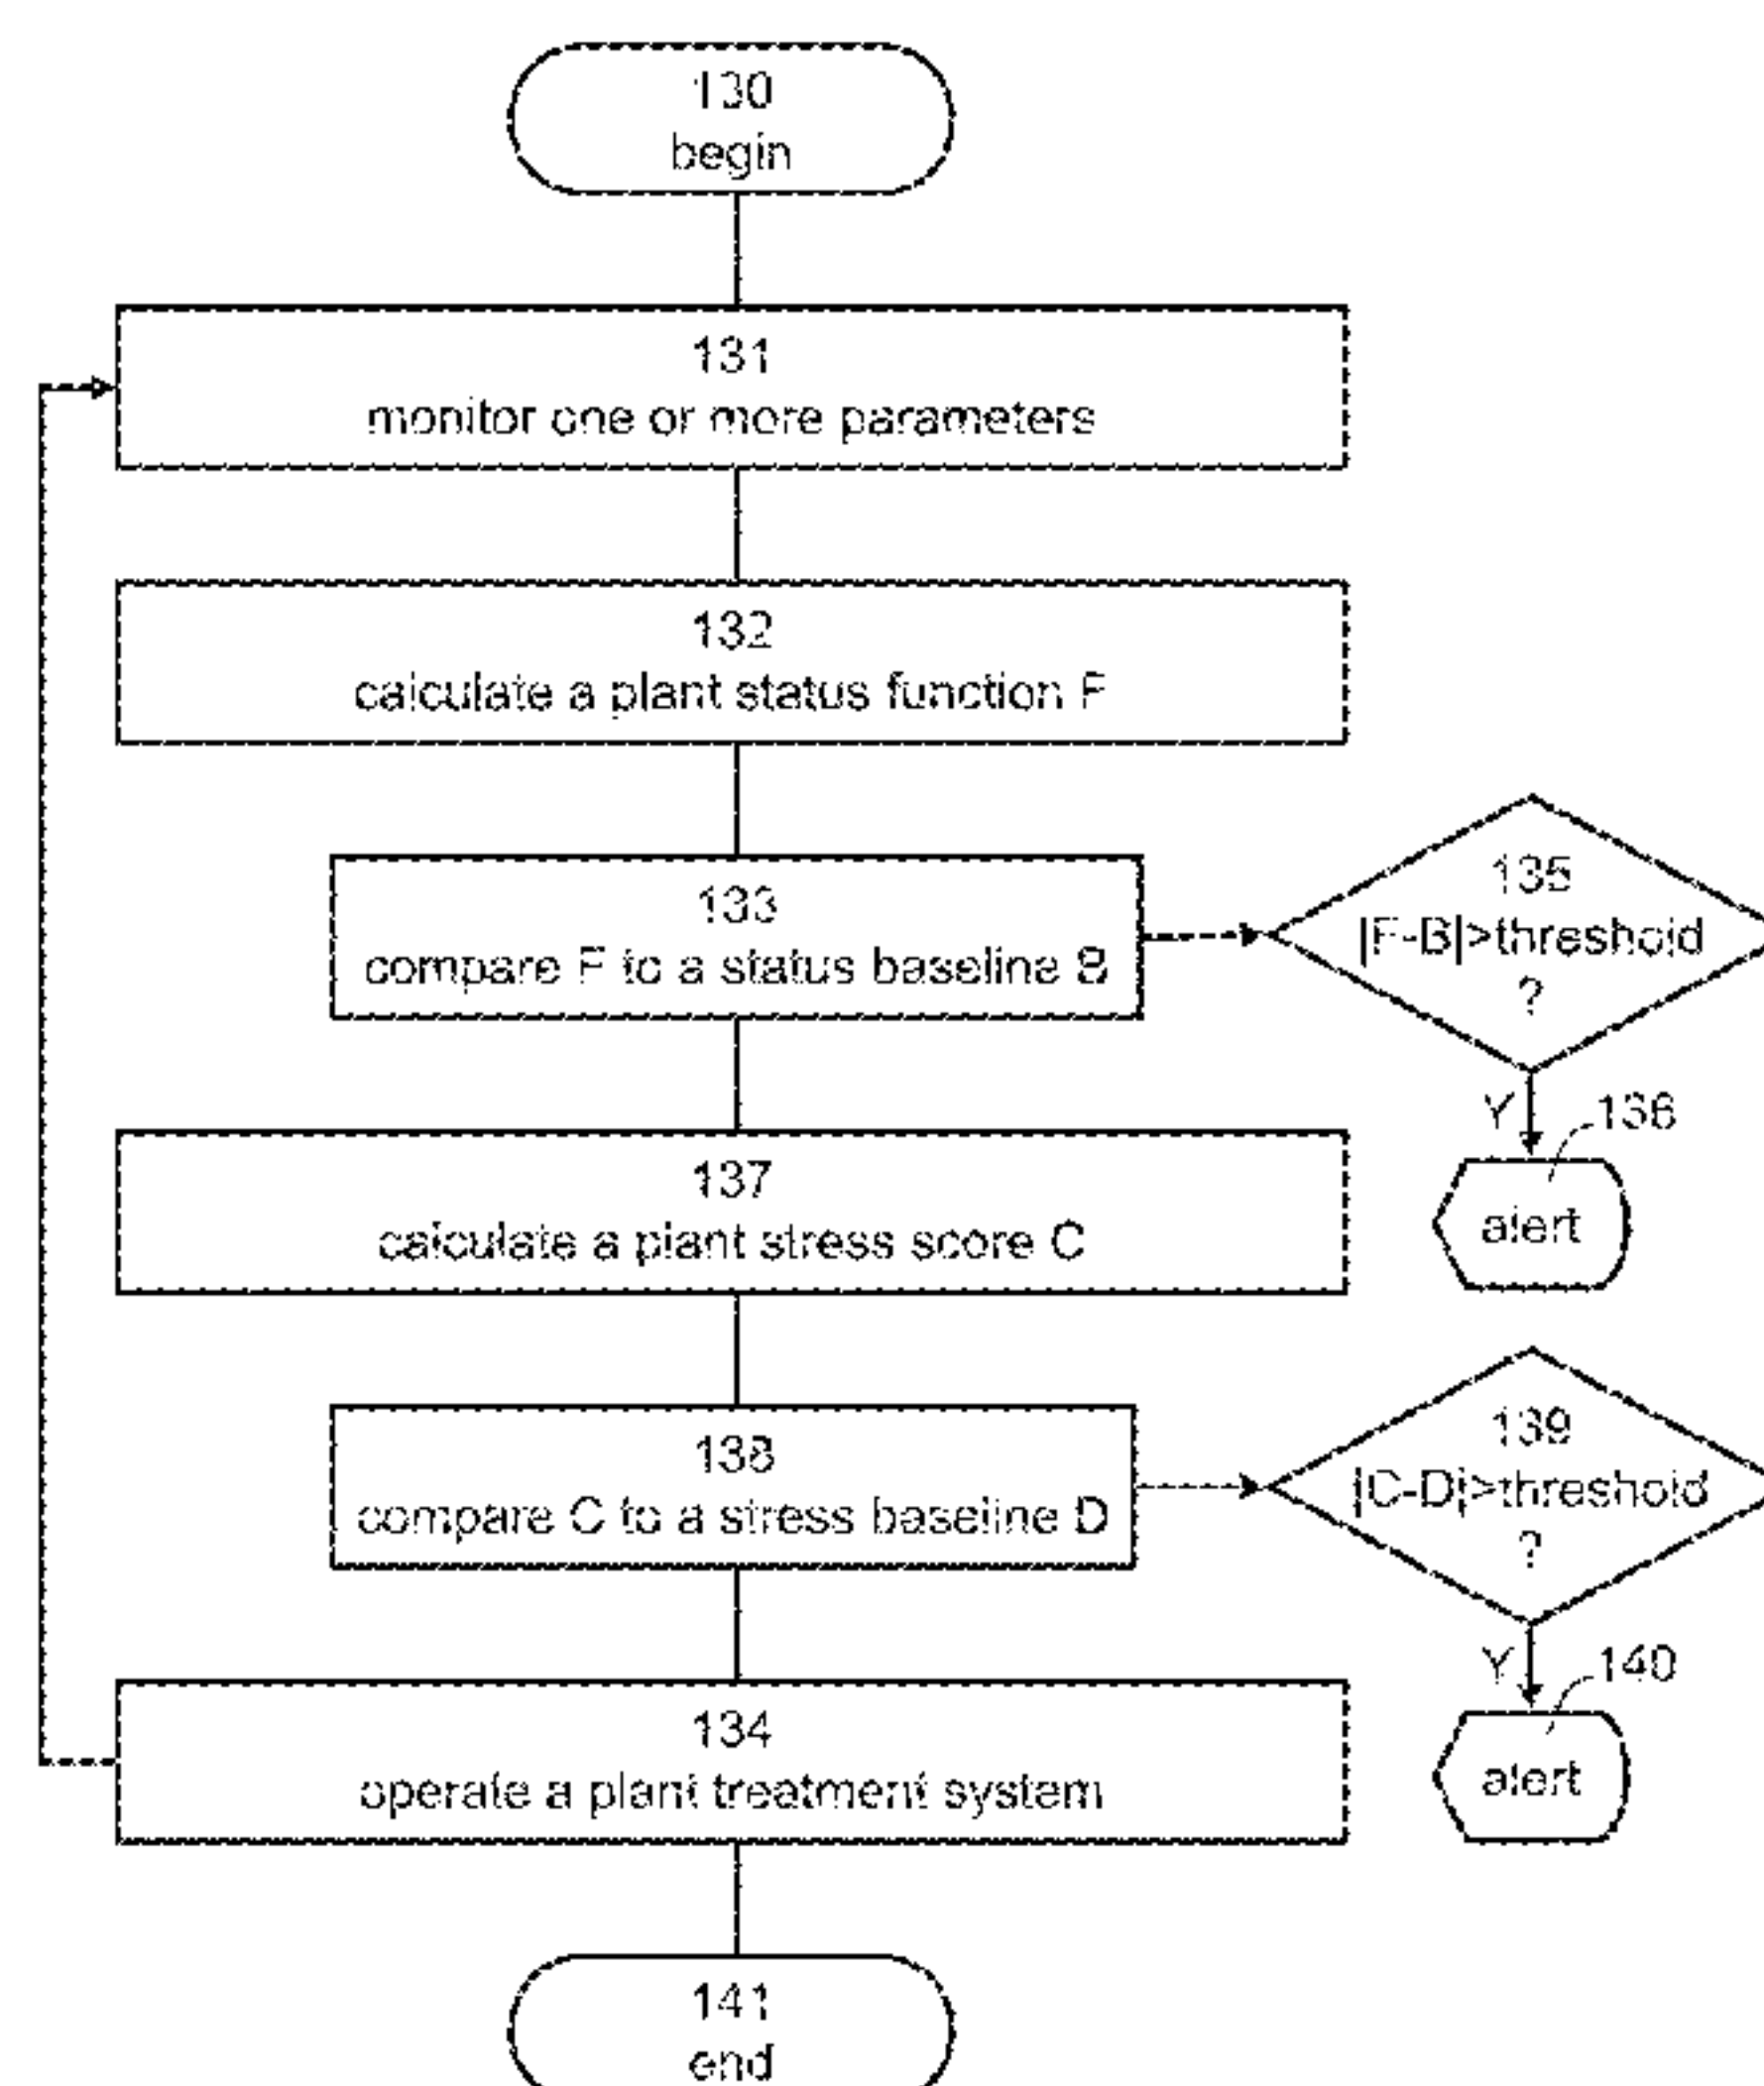 130
begin
131
monitor one or more parameters
132
calculate a plant status function F
133
compare F to a status baseline B
135
|F-B|>threshold
?
Y
136
alert
137
calculate a plant stress score C
138
compare C to a stress baseline D
139
|C-D|>threshold
?
Y
140
alert
134
operate a plant treatment system
141
end